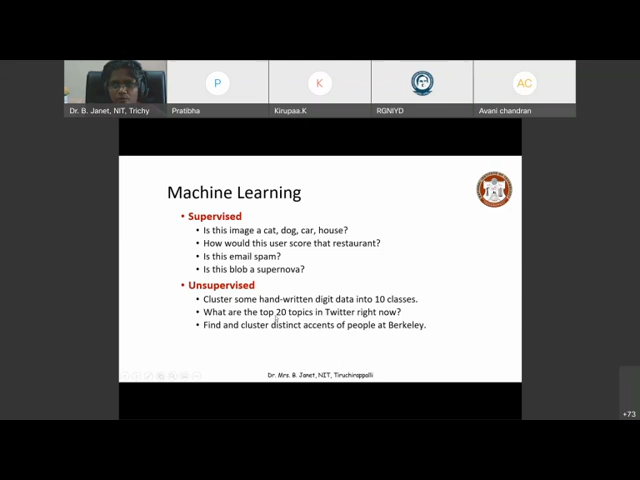 P
K
AC
Dr. B. Janet, NIT, Trichy
Pratibha
Kirupaa.K
RGNIYD
Avani chandran
Machine Learning
• Supervised
• Is this image a cat, dog, car, house?
• How would this user score that restaurant?
• Is this email spam?
• Is this blob a supernova?
• Unsupervised
• Cluster some hand-written digit data into 10 classes.
• What are the top 20 topics in Twitter right now?
• Find and cluster distinct accents of people at Berkeley.
Dr. Mrs. B. Janet, NIT, Tiruchirappalli
+73